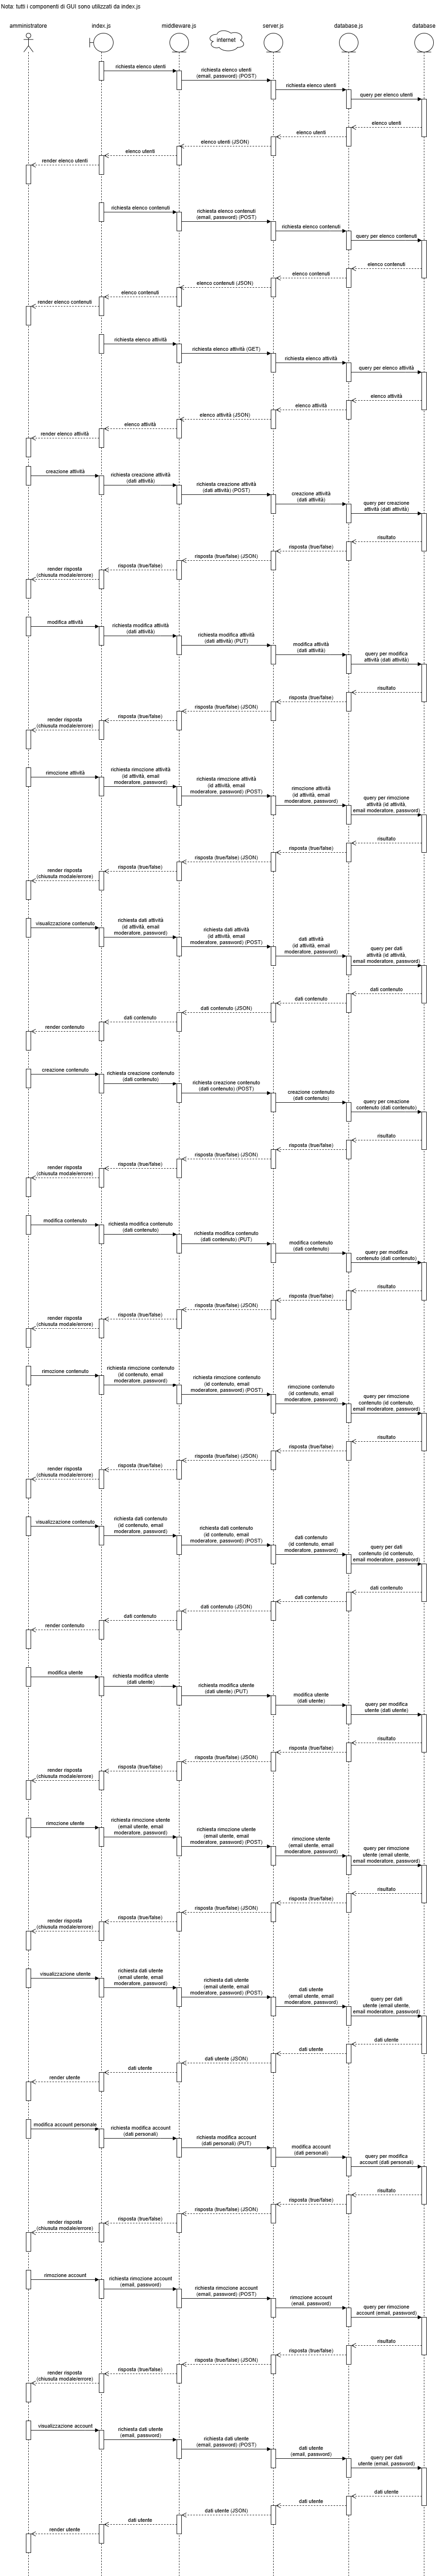 Nota: tutti i componenti di GUI sono utilizzati da index.js
amministratore
index.js
middleware.js
internet
server.js
database.js
database
richiesta elenco utenti
richiesta elenco utenti
(email, password) (POST)
richiesta elenco utenti
query per elenco utenti
elenco utenti
elenco utenti
elenco utenti (JSON)
elenco utenti
render elenco utenti
richiesta elenco contenuti
richiesta elenco contenuti
(email, password) (POST)
richiesta elenco contenuti
query per elenco contenuti
elenco contenuti
elenco contenuti
elenco contenuti (JSON)
elenco contenuti
render elenco contenuti
richiesta elenco attività
richiesta elenco attività (GET)
richiesta elenco attività
query per elenco attività
elenco attività
elenco attività
elenco attività (JSON)
elenco attività
render elenco attività
creazione attività
richiesta creazione attività
(dati attività)
richiesta creazione attività
(dati attività) (POST)
creazione attività
(dati attività)
query per creazione
attività (dati attività)
risultato
risposta (true/false)
risposta (true/false) (JSON)
risposta (true/false)
render risposta
(chiusuta modale/errore)
modifica attività
richiesta modifica attività
(dati attività)
richiesta modifica attività
(dati attività) (PUT)
modifica attività
(dati attività)
query per modifica
attività (dati attività)
risultato
risposta (true/false)
risposta (true/false) (JSON)
risposta (true/false)
render risposta
(chiusuta modale/errore)
rimozione attività
richiesta rimozione attività
(id attività, email
moderatore, password)
richiesta rimozione attività
(id attività, email
moderatore, password) (POST)
rimozione attività
(id attività, email
moderatore, password)
query per rimozione
attività (id attività,
email moderatore, password)
risultato
risposta (true/false)
risposta (true/false) (JSON)
risposta (true/false)
render risposta
(chiusuta modale/errore)
visualizzazione contenuto
richiesta dati attività
(id attività, email
moderatore, password)
richiesta dati attività
(id attività, email
moderatore, password) (POST)
dati attività
(id attività, email
moderatore, password)
query per dati
attività (id attività,
email moderatore, password)
dati contenuto
dati contenuto
dati contenuto (JSON)
dati contenuto
render contenuto
creazione contenuto
richiesta creazione contenuto
(dati contenuto)
richiesta creazione contenuto
(dati contenuto) (POST)
creazione contenuto
(dati contenuto)
query per creazione
contenuto (dati contenuto)
risultato
risposta (true/false)
risposta (true/false) (JSON)
risposta (true/false)
render risposta
(chiusuta modale/errore)
modifica contenuto
richiesta modifica contenuto
(dati contenuto)
richiesta modifica contenuto
(dati contenuto) (PUT)
modifica contenuto
(dati contenuto)
query per modifica
contenuto (dati contenuto)
risultato
risposta (true/false)
risposta (true/false) (JSON)
risposta (true/false)
render risposta
(chiusuta modale/errore)
rimozione contenuto
richiesta rimozione contenuto
(id contenuto, email
moderatore, password)
richiesta rimozione contenuto
(id contenuto, email
moderatore, password) (POST)
rimozione contenuto
(id contenuto, email
moderatore, password)
query per rimozione
contenuto (id contenuto,
email moderatore, password)
risultato
risposta (true/false)
risposta (true/false) (JSON)
risposta (true/false)
render risposta
(chiusuta modale/errore)
visualizzazione contenuto
richiesta dati contenuto
(id contenuto, email
moderatore, password)
richiesta dati contenuto
(id contenuto, email
moderatore, password) (POST)
dati contenuto
(id contenuto, email
moderatore, password)
query per dati
contenuto (id contenuto,
email moderatore, password)
dati contenuto
dati contenuto
dati contenuto (JSON)
dati contenuto
render contenuto
modifica utente
richiesta modifica utente
(dati utente)
richiesta modifica utente
(dati utente) (PUT)
modifica utente
(dati utente)
query per modifica
utente (dati utente)
risultato
risposta (true/false)
risposta (true/false) (JSON)
risposta (true/false)
render risposta
(chiusuta modale/errore)
rimozione utente
richiesta rimozione utente
(email utente, email
moderatore, password)
richiesta rimozione utente
(email utente, email
moderatore, password) (POST)
rimozione utente
(email utente, email
moderatore, password)
query per rimozione
utente (email utente,
email moderatore, password)
risultato
risposta (true/false)
risposta (true/false) (JSON)
risposta (true/false)
render risposta
(chiusuta modale/errore)
visualizzazione utente
richiesta dati utente
(email utente, email
moderatore, password)
richiesta dati utente
(email utente, email
moderatore, password) (POST)
dati utente
(email utente, email
moderatore, password)
query per dati
utente (email utente,
email moderatore, password)
dati utente
dati utente
dati utente (JSON)
dati utente
render utente
modifica account personale
richiesta modifica account
(dati personali)
richiesta modifica account
(dati personali) (PUT)
modifica account
(dati personali)
query per modifica
account (dati personali)
risultato
risposta (true/false)
risposta (true/false) (JSON)
risposta (true/false)
render risposta
(chiusuta modale/errore)
rimozione account
richiesta rimozione account
(email, password)
richiesta rimozione account
(email, password) (POST)
rimozione account
(email, password)
query per rimozione
account (email, password)
risultato
risposta (true/false)
risposta (true/false) (JSON)
risposta (true/false)
render risposta
(chiusuta modale/errore)
visualizzazione account
richiesta dati utente
(email, password)
richiesta dati utente
(email, password) (POST)
dati utente
(email, password)
query per dati
utente (email, password)
dati utente
dati utente
dati utente (JSON)
dati utente
render utente